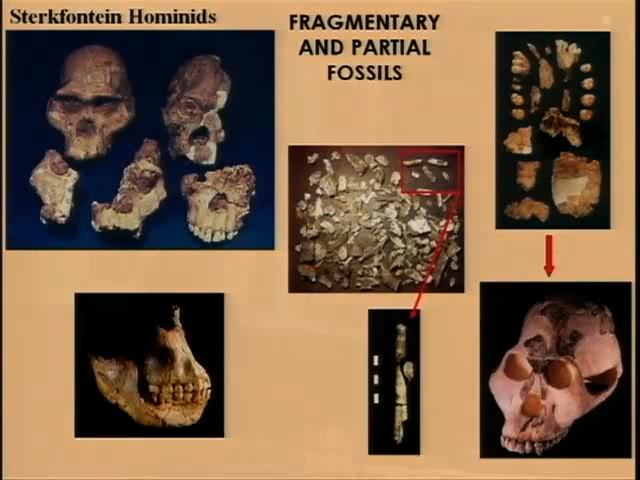 Sterkfontein Hominids
FRAGMENTARY
AND PARTIAL
FOSSILS